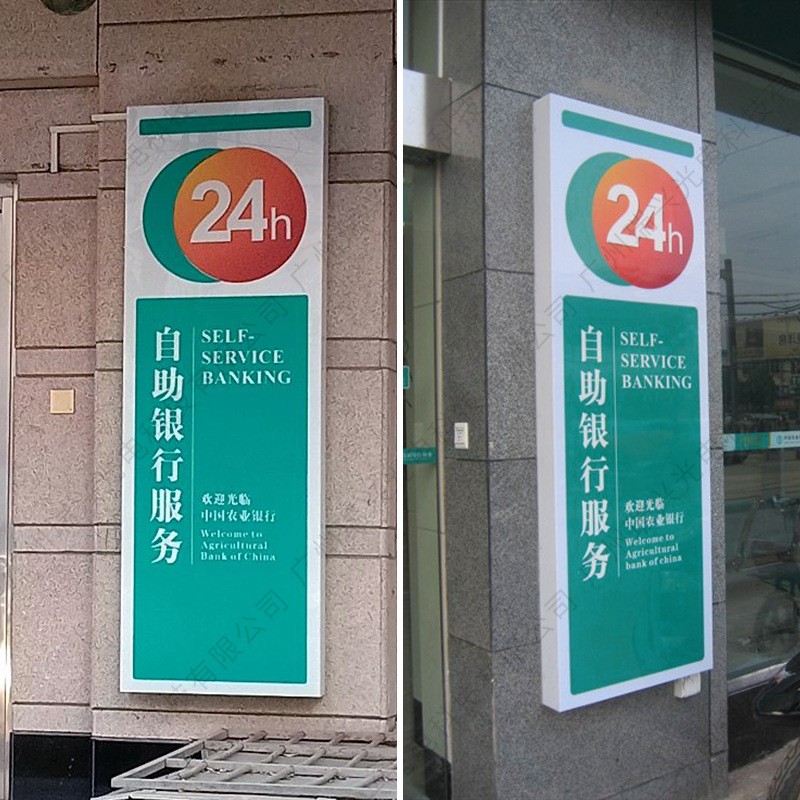 24h
自助银行服务
SELF-
SERVICE
BANKING
欢迎光临
中国农业银行
Welcome to
Agricultural
Bank of China
24h
自助银行服务
SELF-
SERVICE
BANKING
欢迎光临
中国农业银行
Welcome to
Agricultural
bank of china